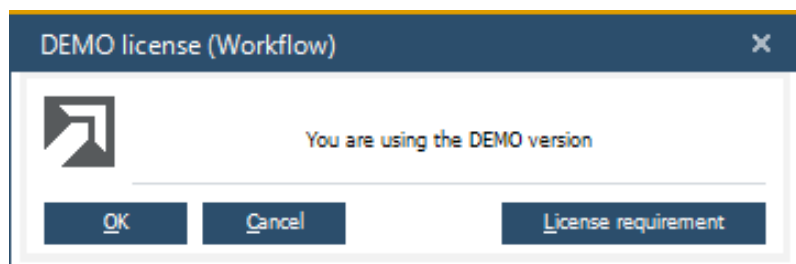 DEMO license (Workflow)
You are using the DEMO version
OK Cancel License requirement